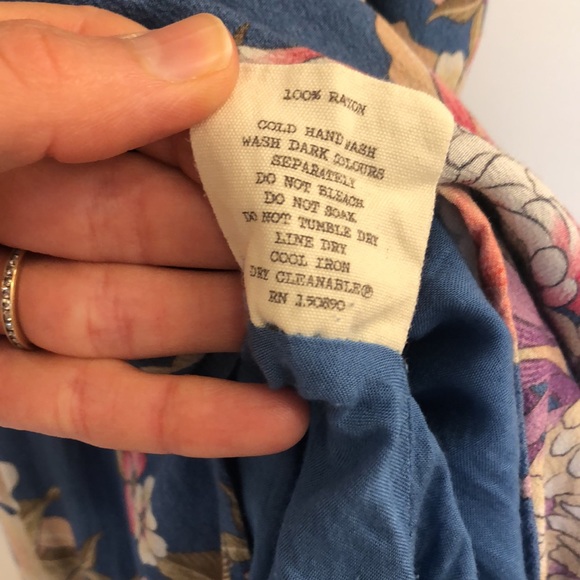 100% RAYON
COLD HAND WASH
WASH DARK COLOURS
SEPARATELY
DO NOT BLEACH
DO NOT SOAK
DO NOT TUMBLE DRY
LINE DRY
COOL IRON
DRY CLEANABLE®
RN 150890